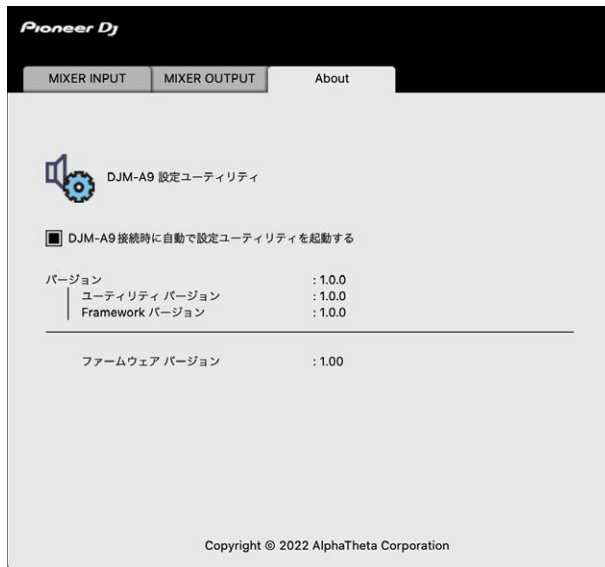 Pioneer Dj
MIXER INPUT MIXER OUTPUT About
DJM-A9 設定ユーティリティ
DJM-A9 接続時に自動で設定ユーティリティを起動する
バージョン : 1.0.0
ユーティリティ バージョン : 1.0.0
Framework バージョン : 1.0.0
ファームウェア バージョン : 1.00
Copyright © 2022 AlphaTheta Corporation